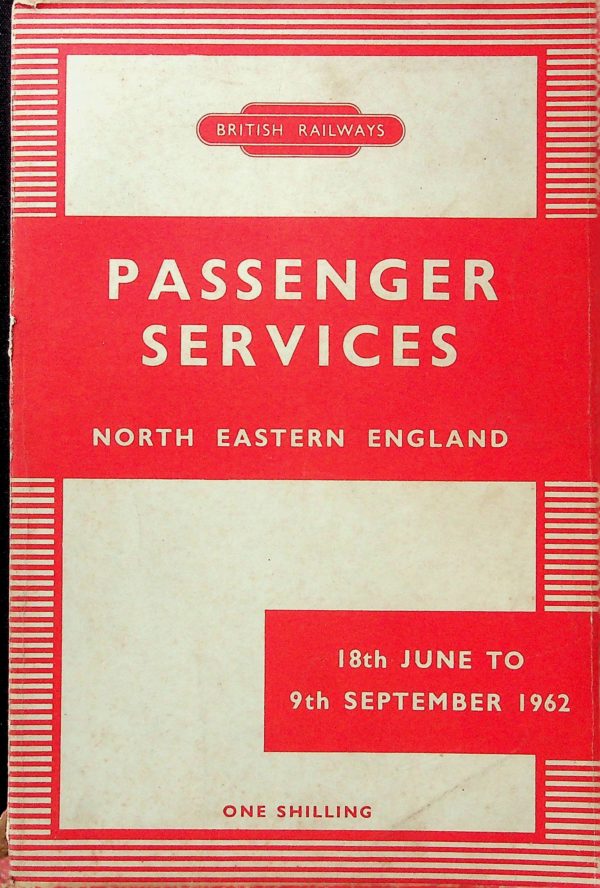 BRITISH RAILWAYS
PASSENGER
SERVICES
NORTH EASTERN ENGLAND
18th JUNE TO
9th SEPTEMBER 1962
ONE SHILLING